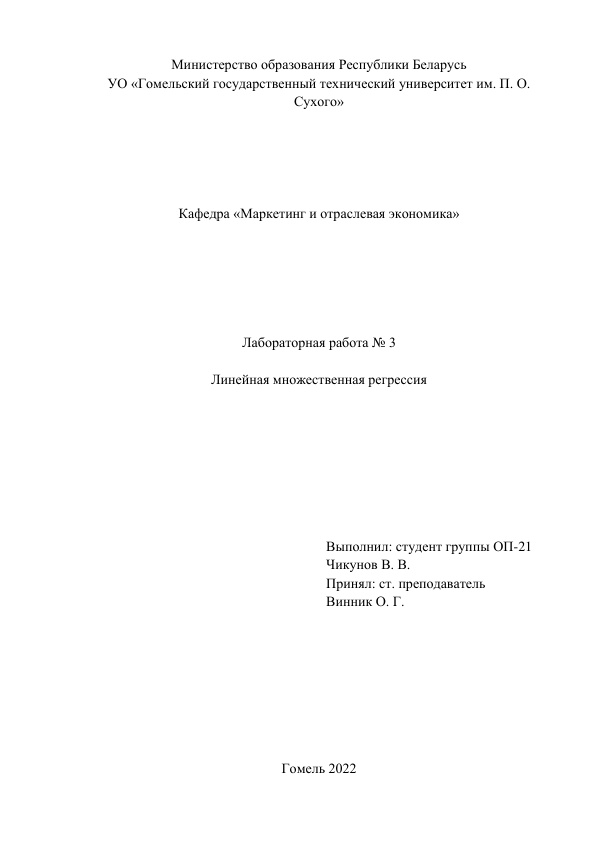 Министерство образования Республики Беларусь
УО «Гомельский государственный технический университет им. П. О.
Сухого»
Кафедра «Маркетинг и отраслевая экономика»
Лабораторная работа № 3
Линейная множественная регрессия
Выполнил: студент группы ОП-21
Чикунов В. В.
Принял: ст. преподаватель
Винник О. Г.
Гомель 2022